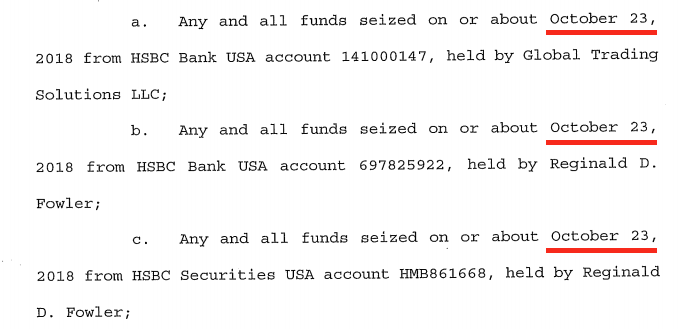 a. Any and all funds seized on or about October 23,
2018 from HSBC Bank USA account 141000147, held by Global Trading
Solutions LLC;
b. Any and all funds seized on or about October 23,
2018 from HSBC Bank USA account 697825922, held by Reginald D.
Fowler;
c. Any and all funds seized on or about October 23,
2018 from HSBC Securities USA account HMB861668, held by Reginald
D. Fowler;